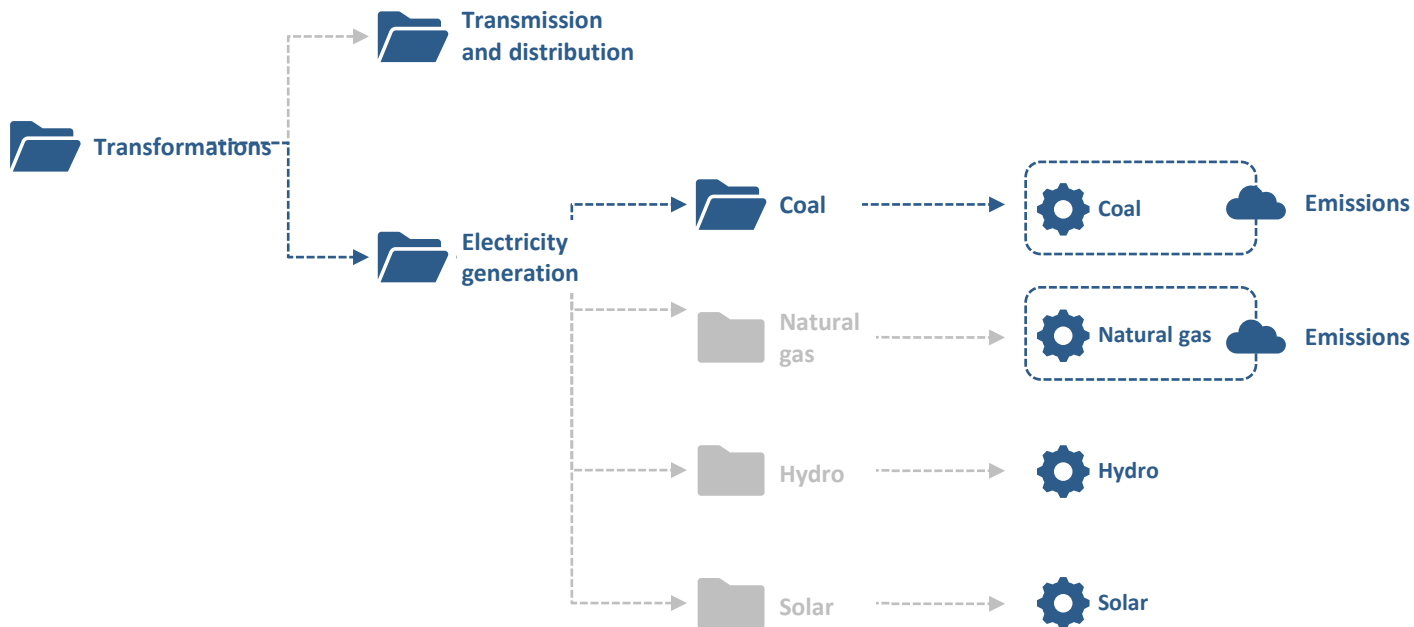 Transmission
and distribution
Transformations
Electricity
generation
Coal
Coal
Emissions
Natural
gas
Natural gas
Emissions
Hydro
Hydro
Solar
Solar